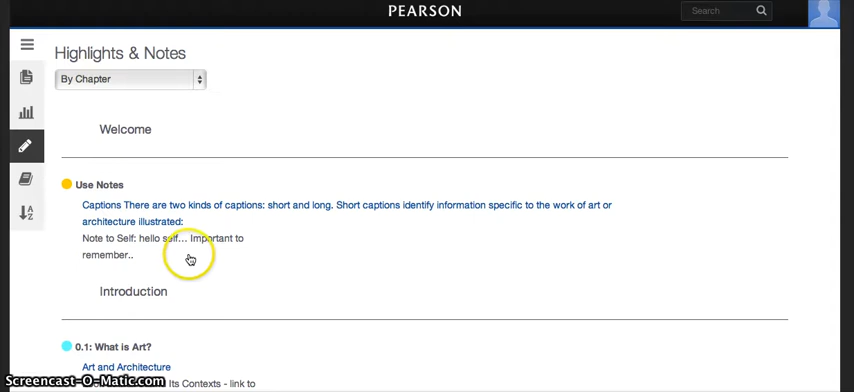 PEARSON
Search
Highlights & Notes
By Chapter
Welcome
Use Notes
Captions There are two kinds of captions: short and long. Short captions identify information specific to the work of art or
architecture illustrated:
Note to Self: hello self... Important to
remember..
Introduction
0.1: What is Art?
Art and Architecture
Its Contexts - link to
Screencast-O-Matic.com